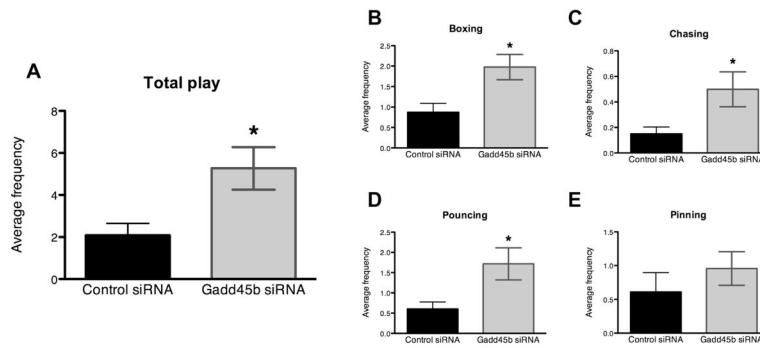 A
Total play
*
Average frequency
8
6
4
2
0
Control siRNA
Gadd45b siRNA
B
Boxing
*
Average frequency
2.5
2.0
1.5
1.0
0.5
0.0
Control siRNA
Gadd45b siRNA
C
Chasing
*
Average frequency
0.8
0.6
0.4
0.2
0.0
Control siRNA
Gadd45b siRNA
D
Pouncing
*
Average frequency
2.5
2.0
1.5
1.0
0.5
0.0
Control siRNA
Gadd45b siRNA
E
Pinning
Average frequency
1.5
1.0
0.5
0.0
Control siRNA
Gadd45b siRNA